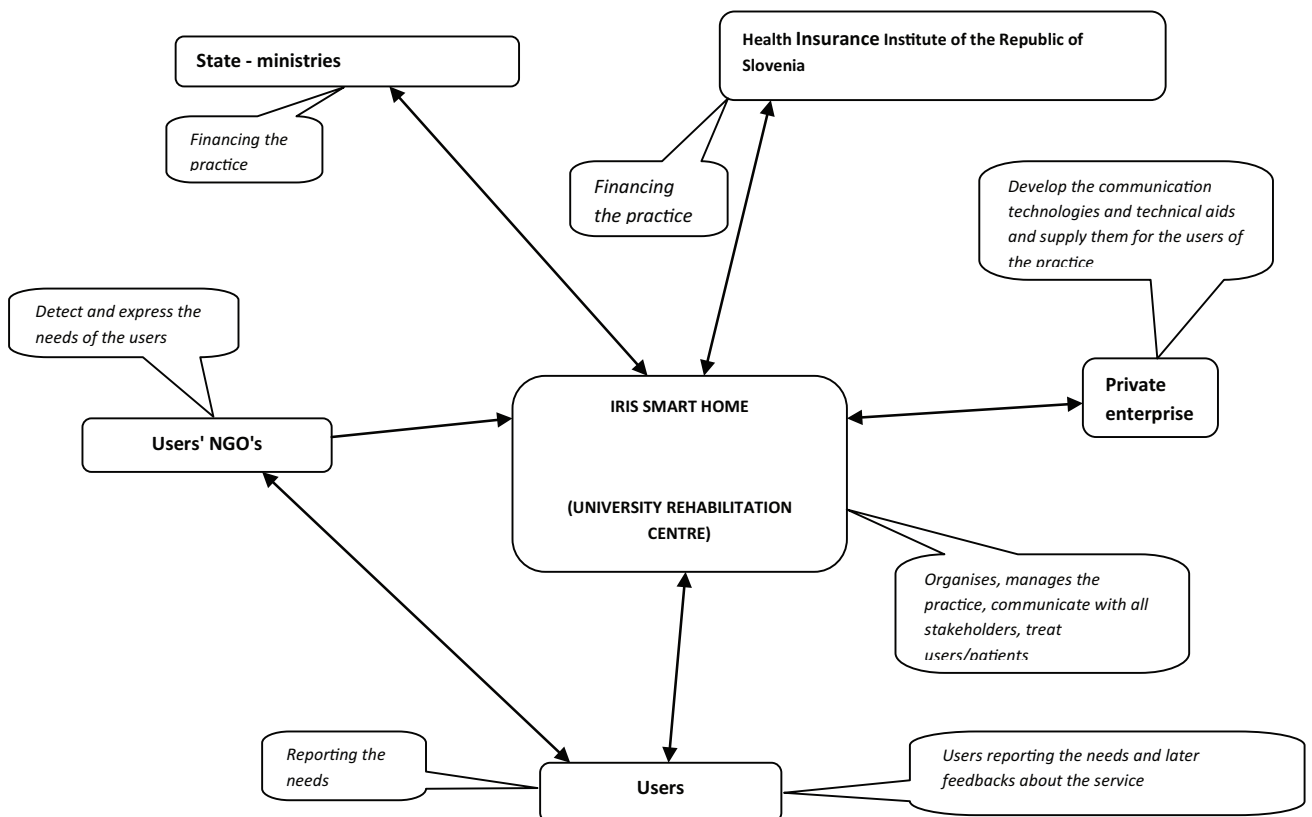 State - ministries
Health Insurance Institute of the Republic of
Slovenia
Financing the
practice
Financing
the practice
Develop the communication
technologies and technical aids
and supply them for the users of
the practice
Detect and express the
needs of the users
Private
enterprise
IRIS SMART HOME
Users' NGO's
(UNIVERSITY REHABILITATION
CENTRE)
Organises, manages the
practice, communicate with all
stakeholders, treat
users/patients
Reporting the
needs
Users
Users reporting the needs and later
feedbacks about the service